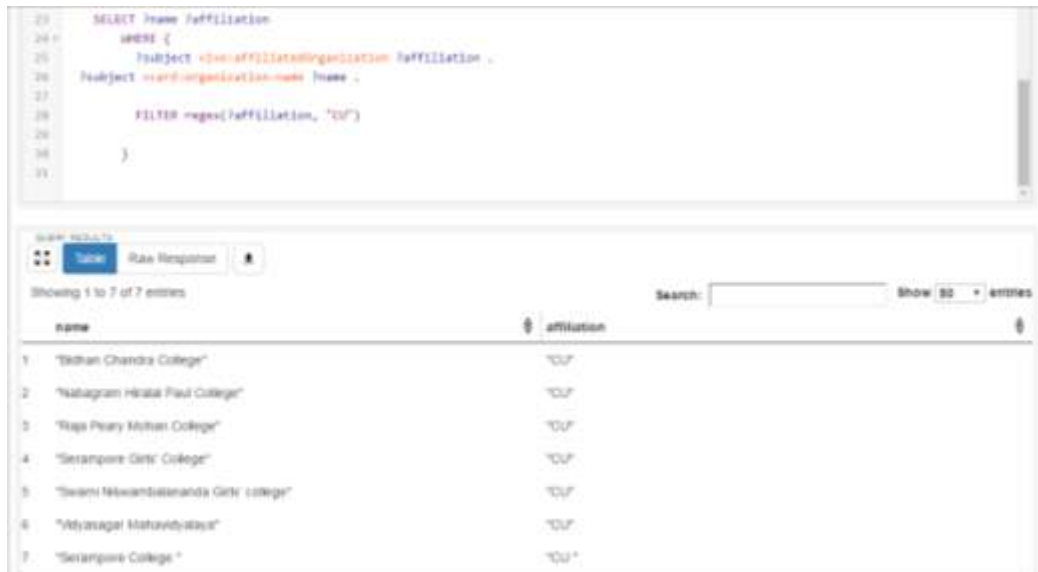 23 SELECT ?name ?affiliation
24 WHERE {
25 ?subject vivo:affiliatedOrganization ?affiliation .
26 ?subject vcard:organization-name ?name .
27
28 FILTER regex(?affiliation, "CU")
29
30 }
31
QUERY RESULTS
Table Raw Response
Showing 1 to 7 of 7 entries Search: Show 50 entries
name affiliation
1 "Bidhan Chandra College" "CU"
2 "Nabagram Hiralal Paul College" "CU"
3 "Raja Peary Mohan College" "CU"
4 "Serampore Girls' College" "CU"
5 "Swami Niswambalananda Girls' college" "CU"
6 "Vidyasagar Mahavidyalaya" "CU"
7 "Serampore College " "CU "